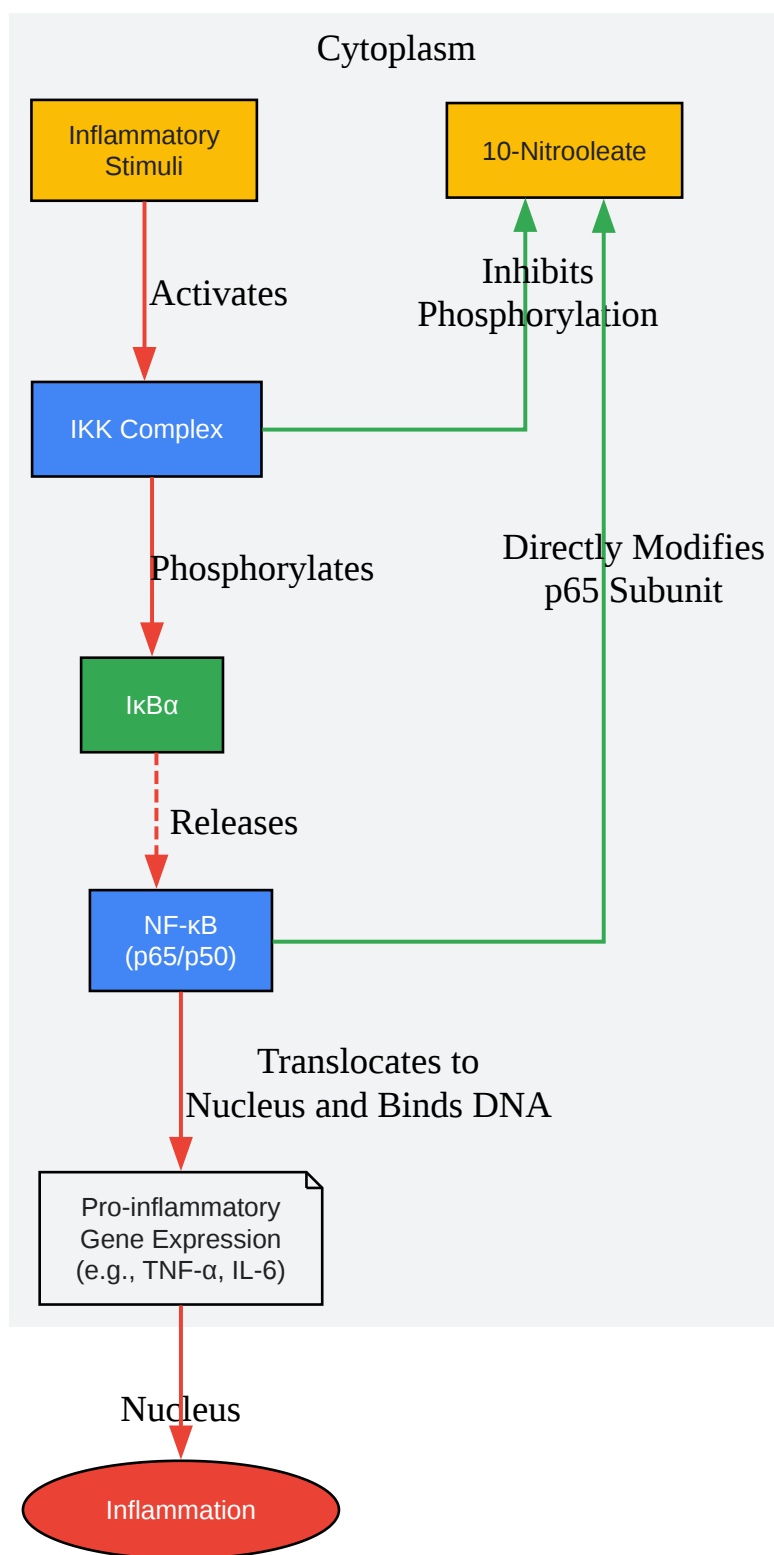 Cytoplasm
Inflammatory
Stimuli
10-Nitrooleate
Activates
Inhibits
Phosphorylation
IKK Complex
Phosphorylates
Directly Modifies
p65 Subunit
IκBα
Releases
NF-κB
(p65/p50)
Translocates to
Nucleus and Binds DNA
Pro-inflammatory
Gene Expression
(e.g., TNF-α, IL-6)
Nucleus
Inflammation